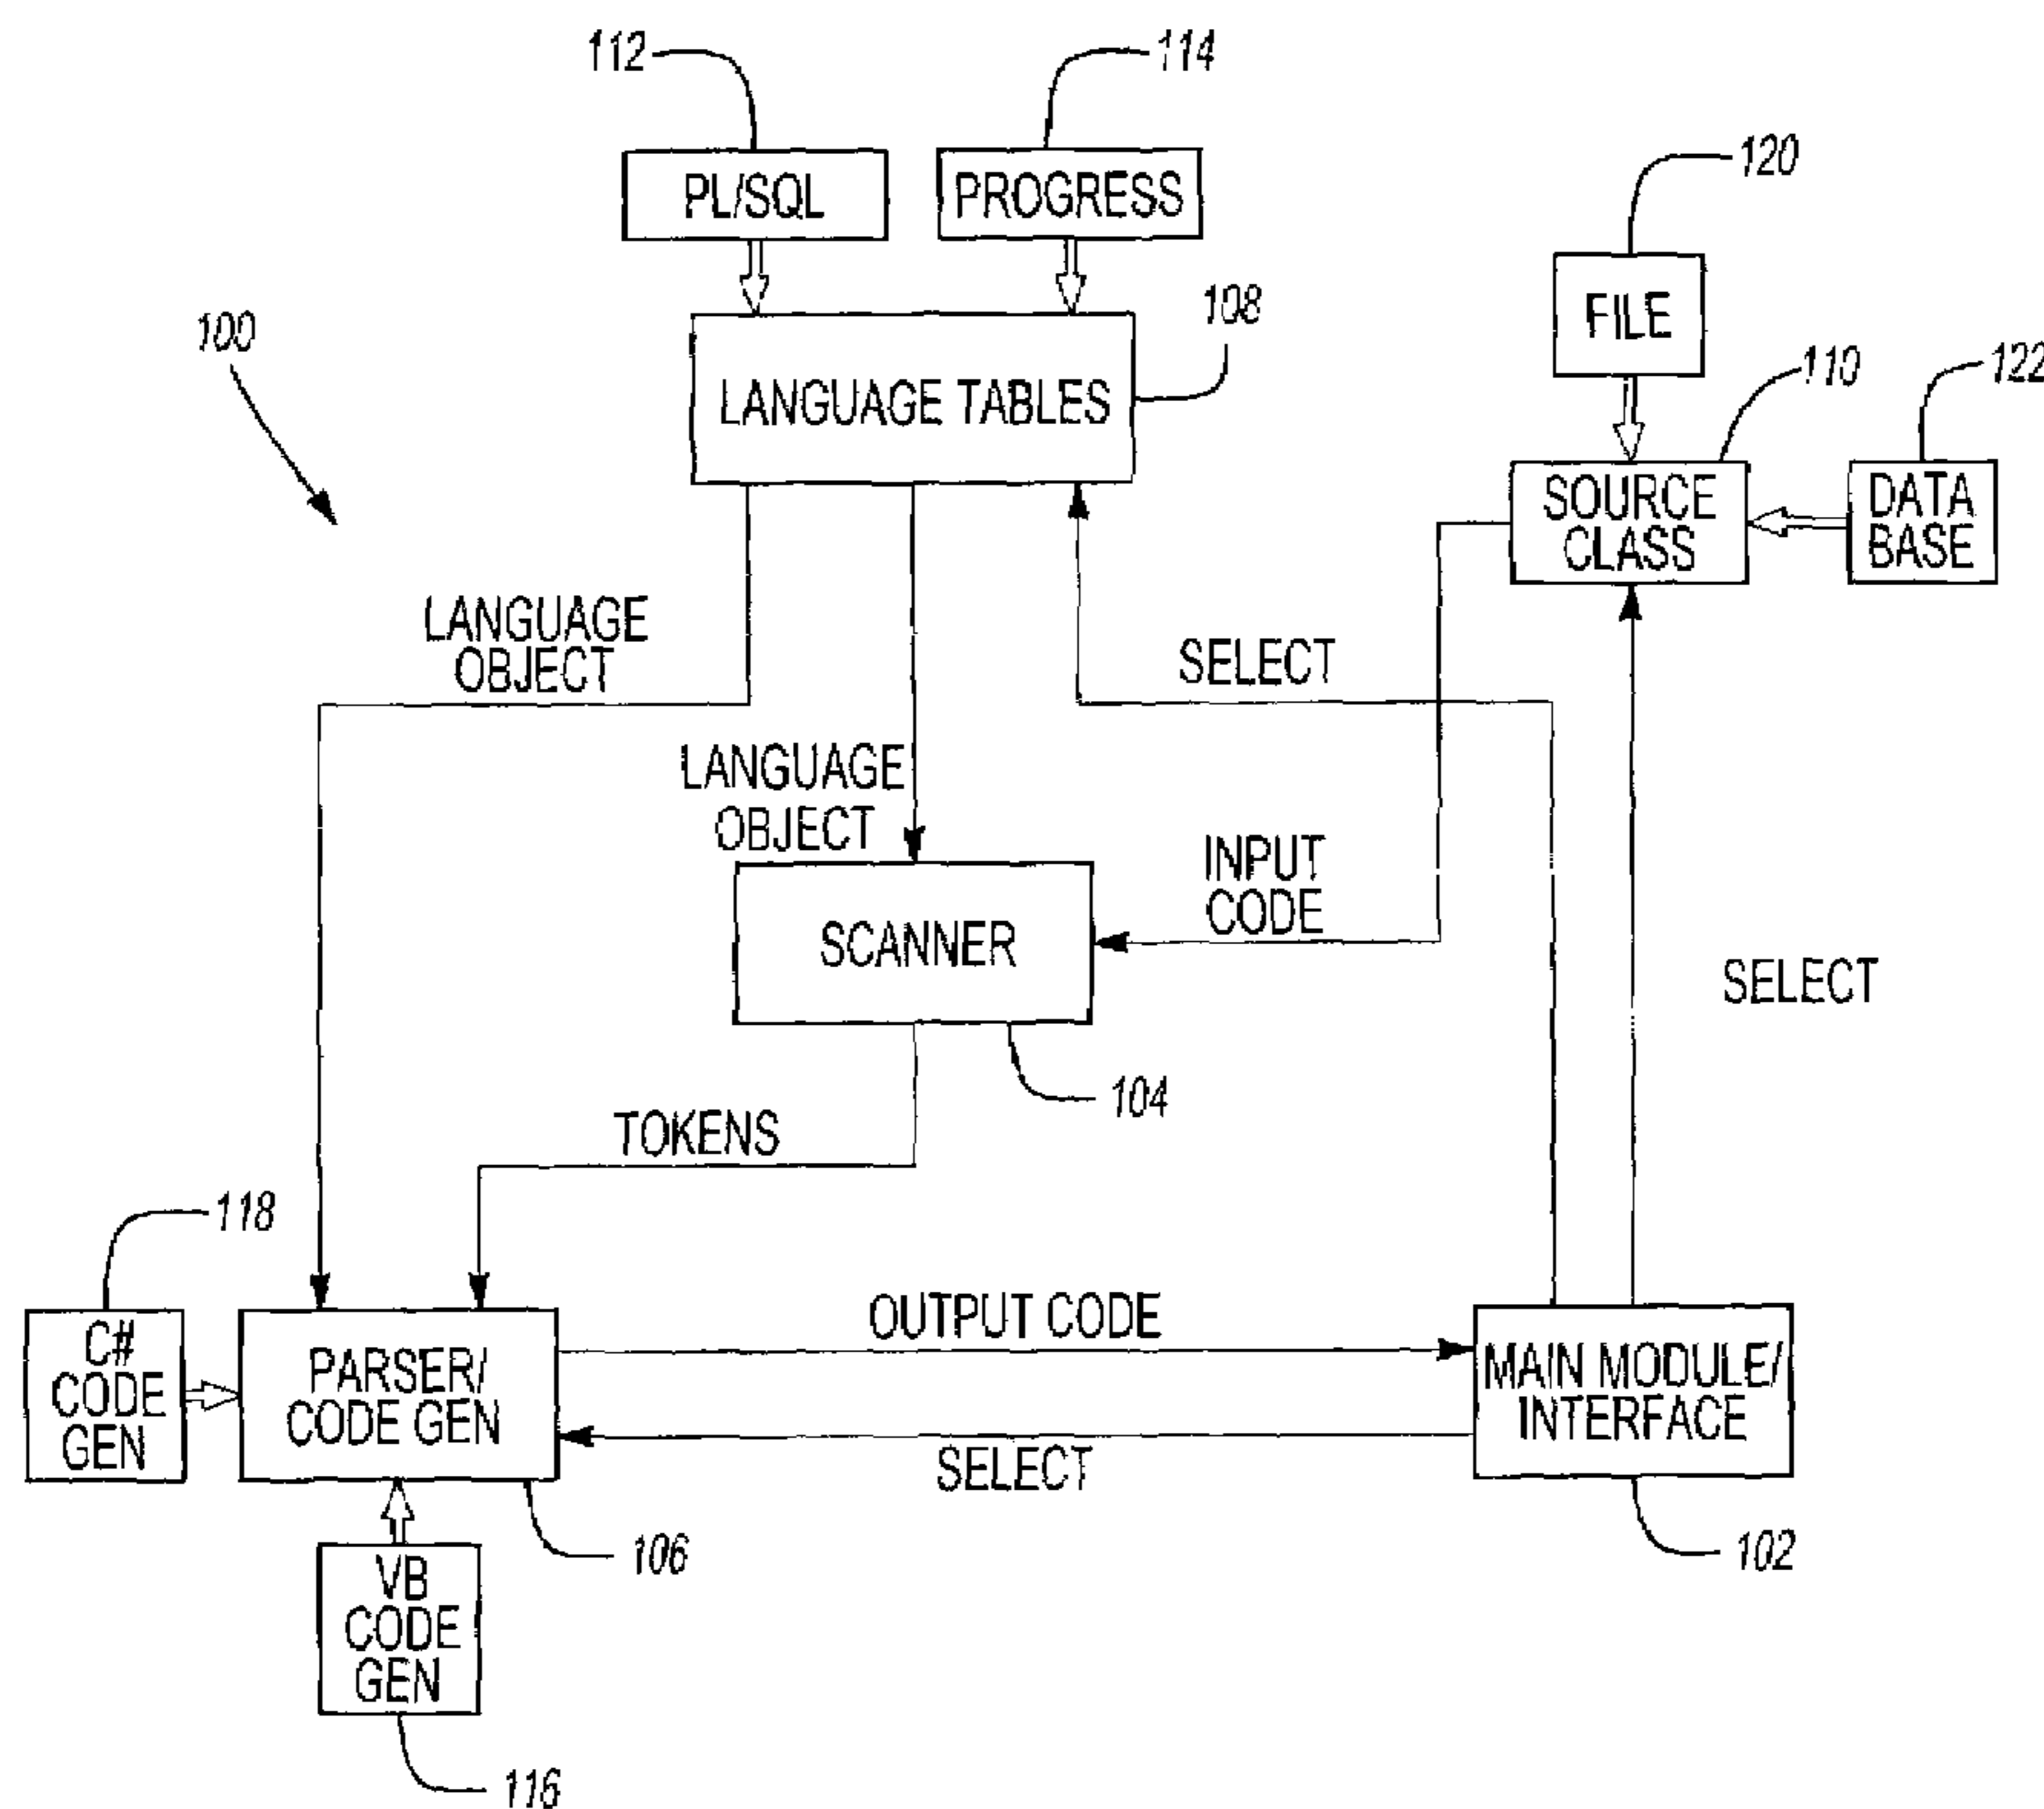 112
114
PL/SQL
PROGRESS
120
100
108
FILE
110
122
LANGUAGE TABLES
SOURCE
CLASS
DATA
BASE
LANGUAGE
OBJECT
SELECT
LANGUAGE
OBJECT
INPUT
CODE
SCANNER
SELECT
104
TOKENS
118
C#
CODE
GEN
PARSER/
CODE GEN
OUTPUT CODE
SELECT
MAIN MODULE/
INTERFACE
106
102
VB
CODE
GEN
116